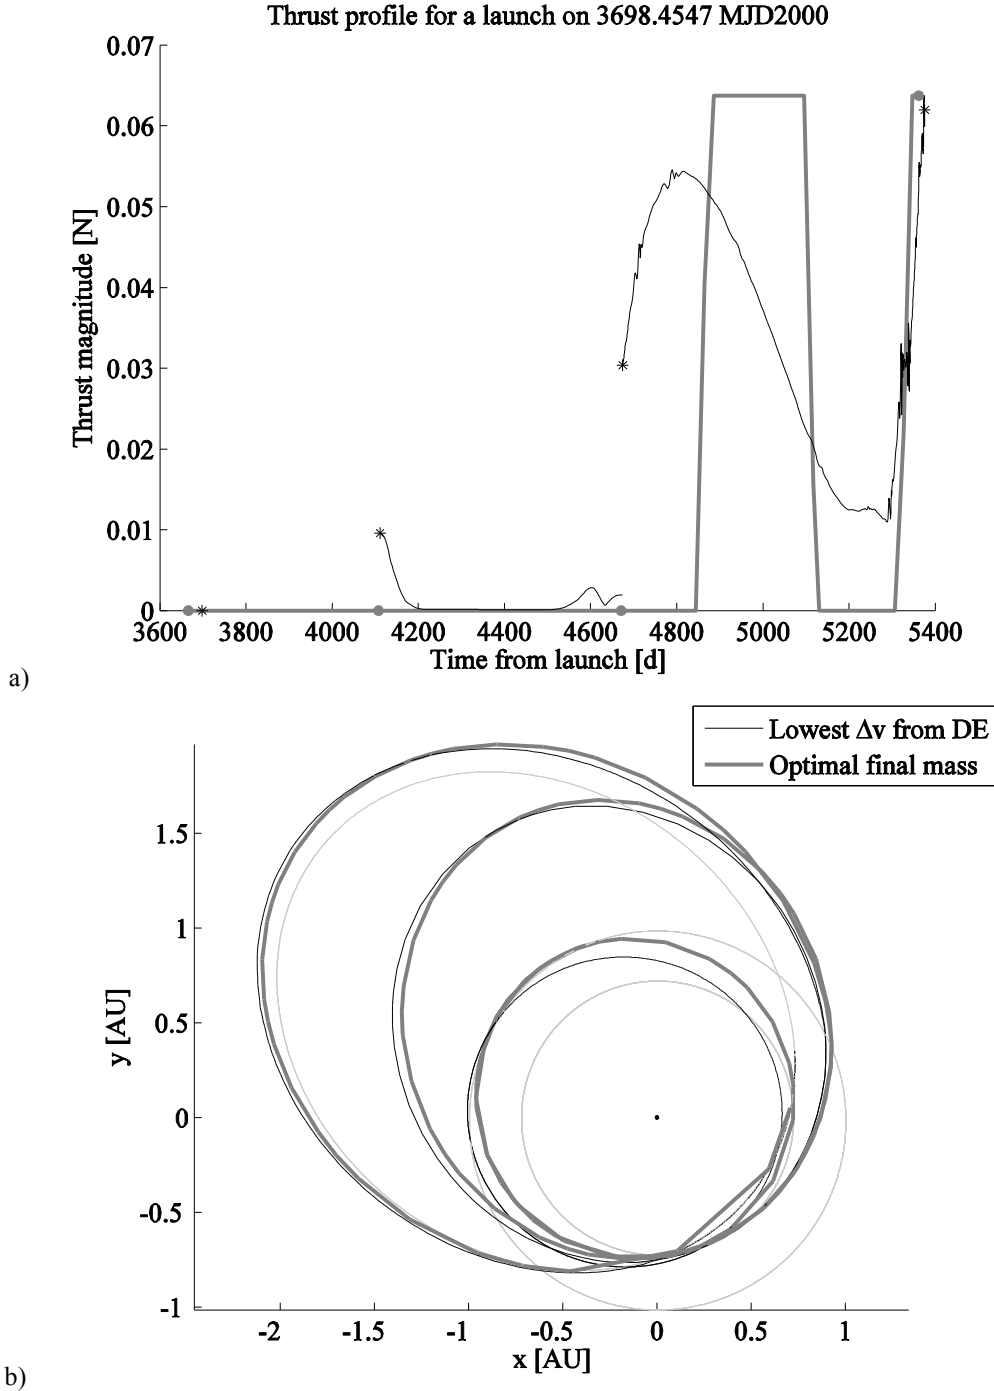 Thrust profile for a launch on 3698.4547 MJD2000
0.07
0.06
0.05
0.04
0.03
0.02
0.01
0
Thrust magnitude [N]
3600 3800 4000 4200 4400 4600 4800 5000 5200 5400
Time from launch [d]
a)
Lowest Δv from DE
Optimal final mass
1.5
1
0.5
0
-0.5
-1
y [AU]
-2 -1.5 -1 -0.5 0 0.5 1
x [AU]
b)